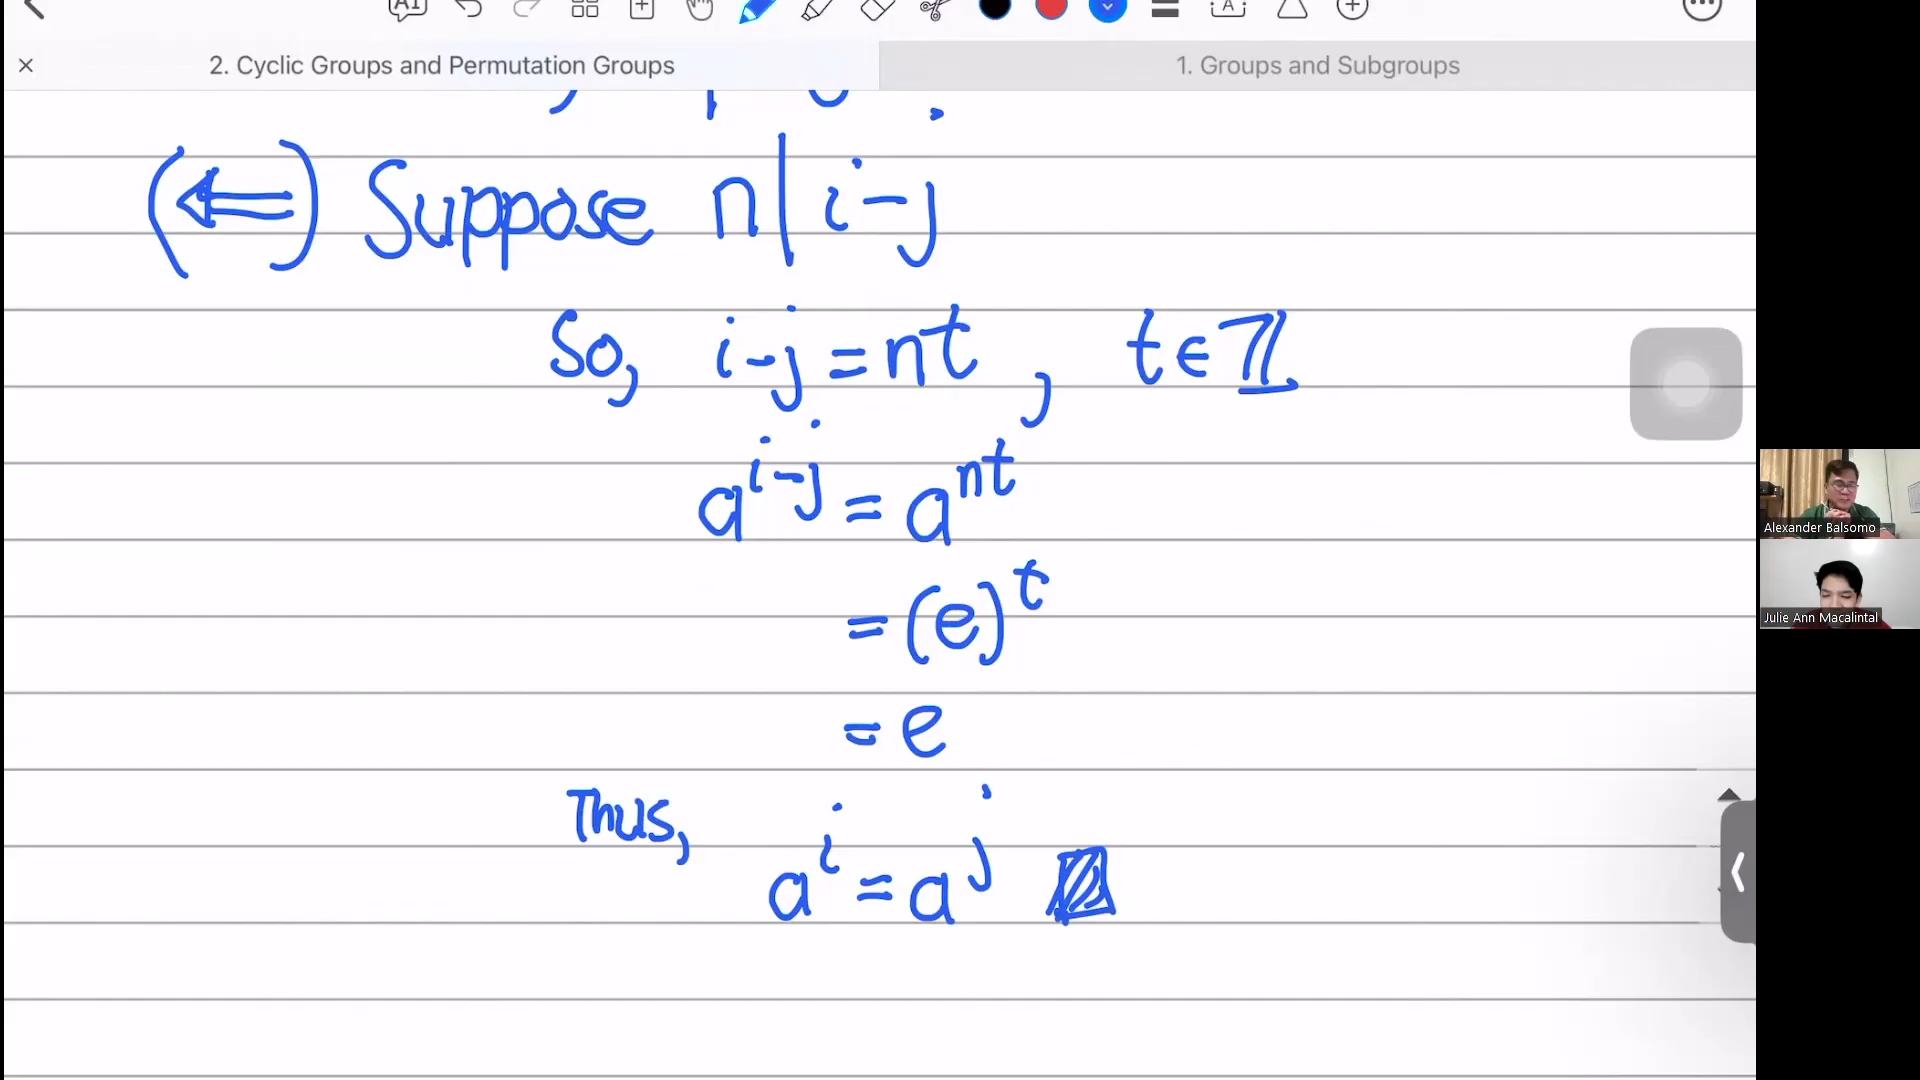 2. Cyclic Groups and Permutation Groups
1. Groups and Subgroups
(⇐) Suppose n | i-j
So, i-j = nt, t ∈ ℤ
a^{i-j} = a^{nt}
= (e)^t
= e
Thus,
a^i = a^j
Alexander Balsomo
Julie Ann Macalintal